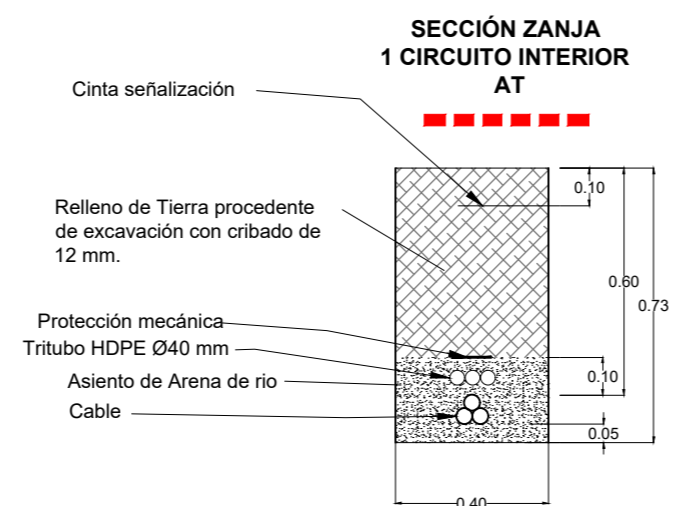 SECCIÓN ZANJA
1 CIRCUITO INTERIOR
AT
Cinta señalización
0.10
Relleno de Tierra procedente
de excavación con cribado de
12 mm.
0.60
0.73
Protección mecánica
Tritubo HDPE Ø40 mm
Asiento de Arena de rio
0.10
Cable
0.05
0.40